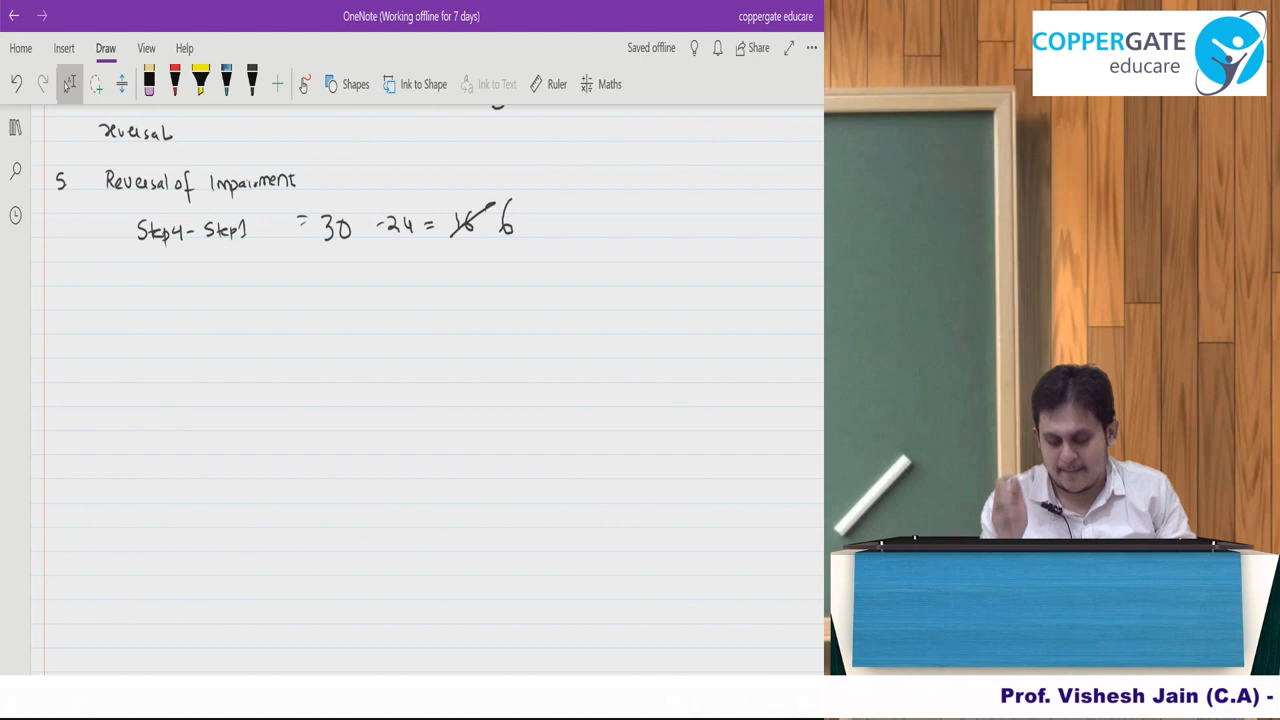 OneNote (Working offline for 7 days)
coppergate educare
Home Insert Draw View Help
Saved offline
Share
Shapes
Ink to Shape
Ink to Text
Ruler
Maths
COPPERGATE
educare
reversal
5 Reversal of Impairment
Step4 - Step1 = 30 - 24 = 16 6
Prof. Vishesh Jain (C.A) -